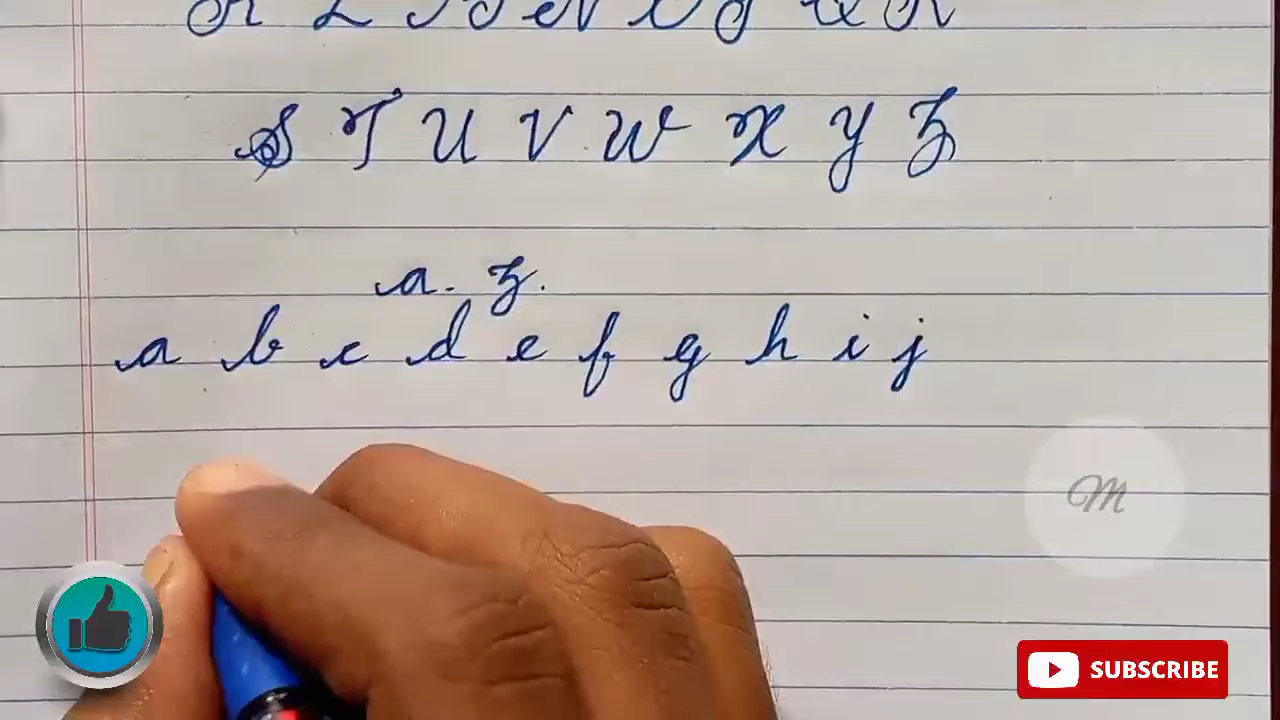 K L M N O P Q R
S T U V W X Y Z
a. z.
a b c d e f g h i j
M
SUBSCRIBE